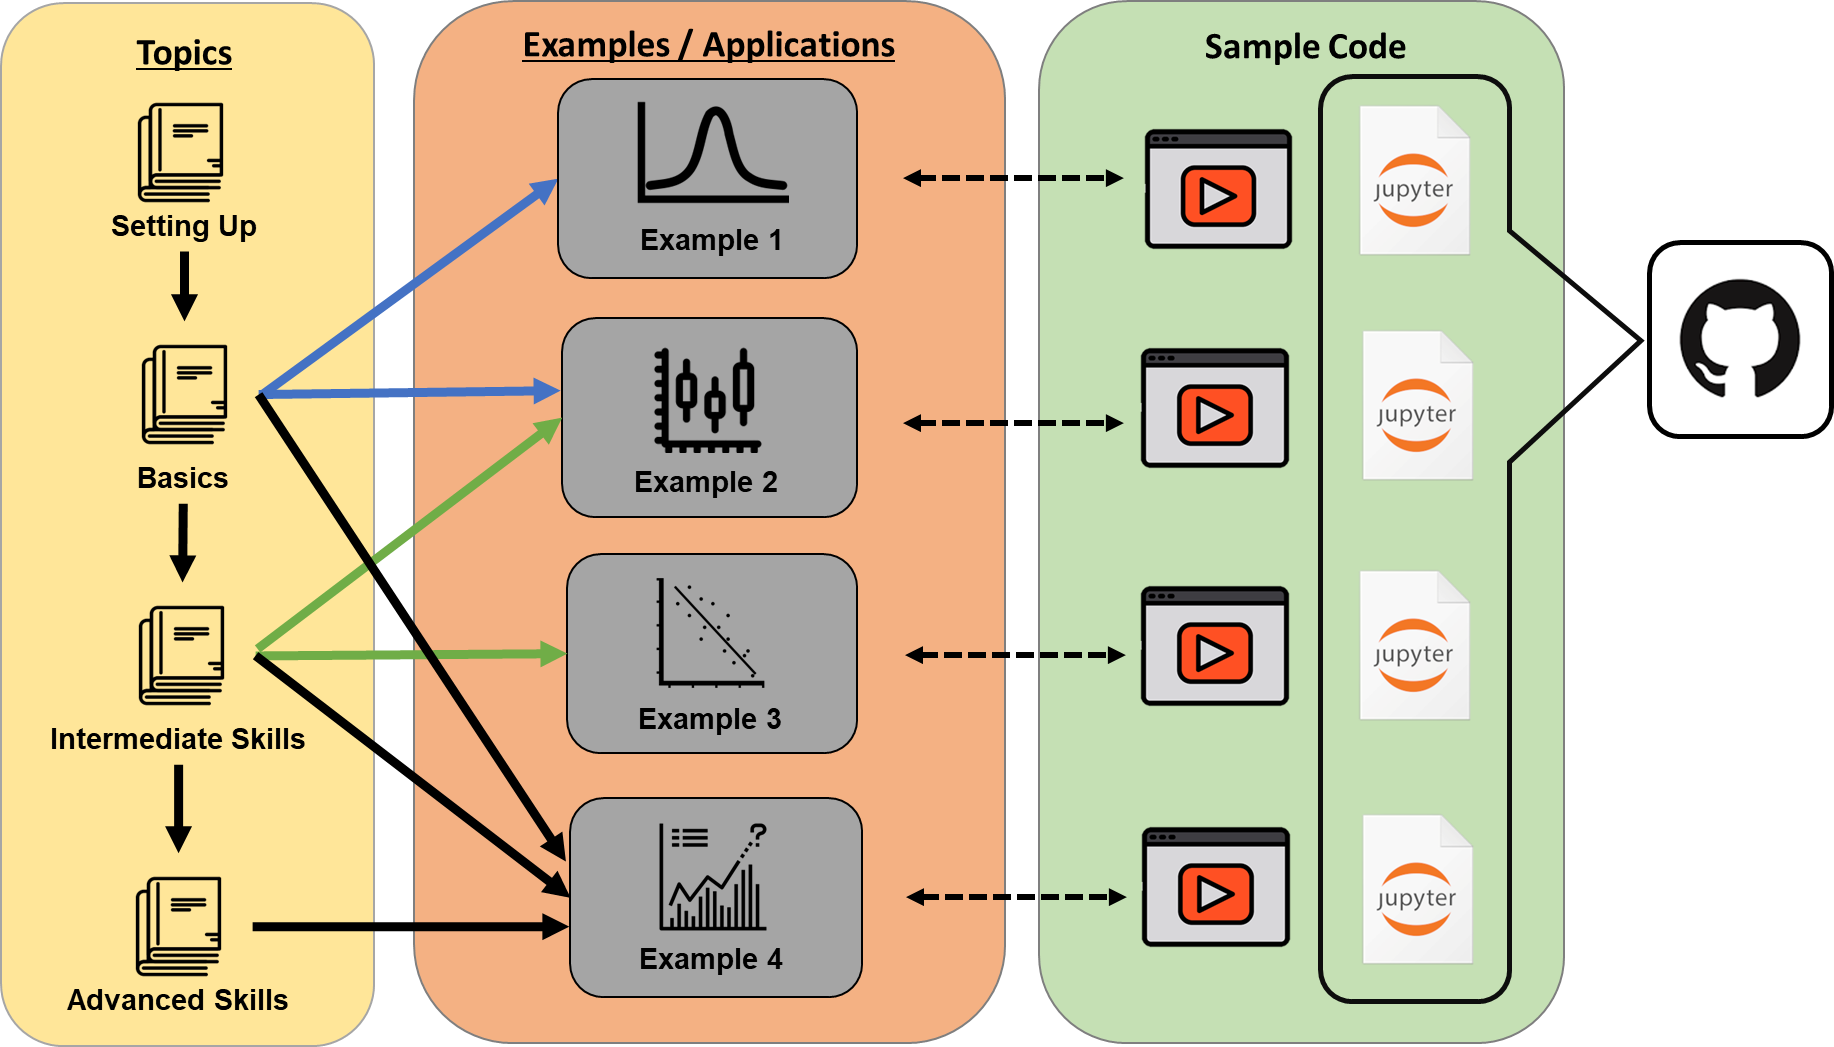 Topics
Setting Up
Basics
Intermediate Skills
Advanced Skills
Examples / Applications
Example 1
Example 2
?
Example 3
Example 4
Sample Code
jupyter
jupyter
jupyter
jupyter